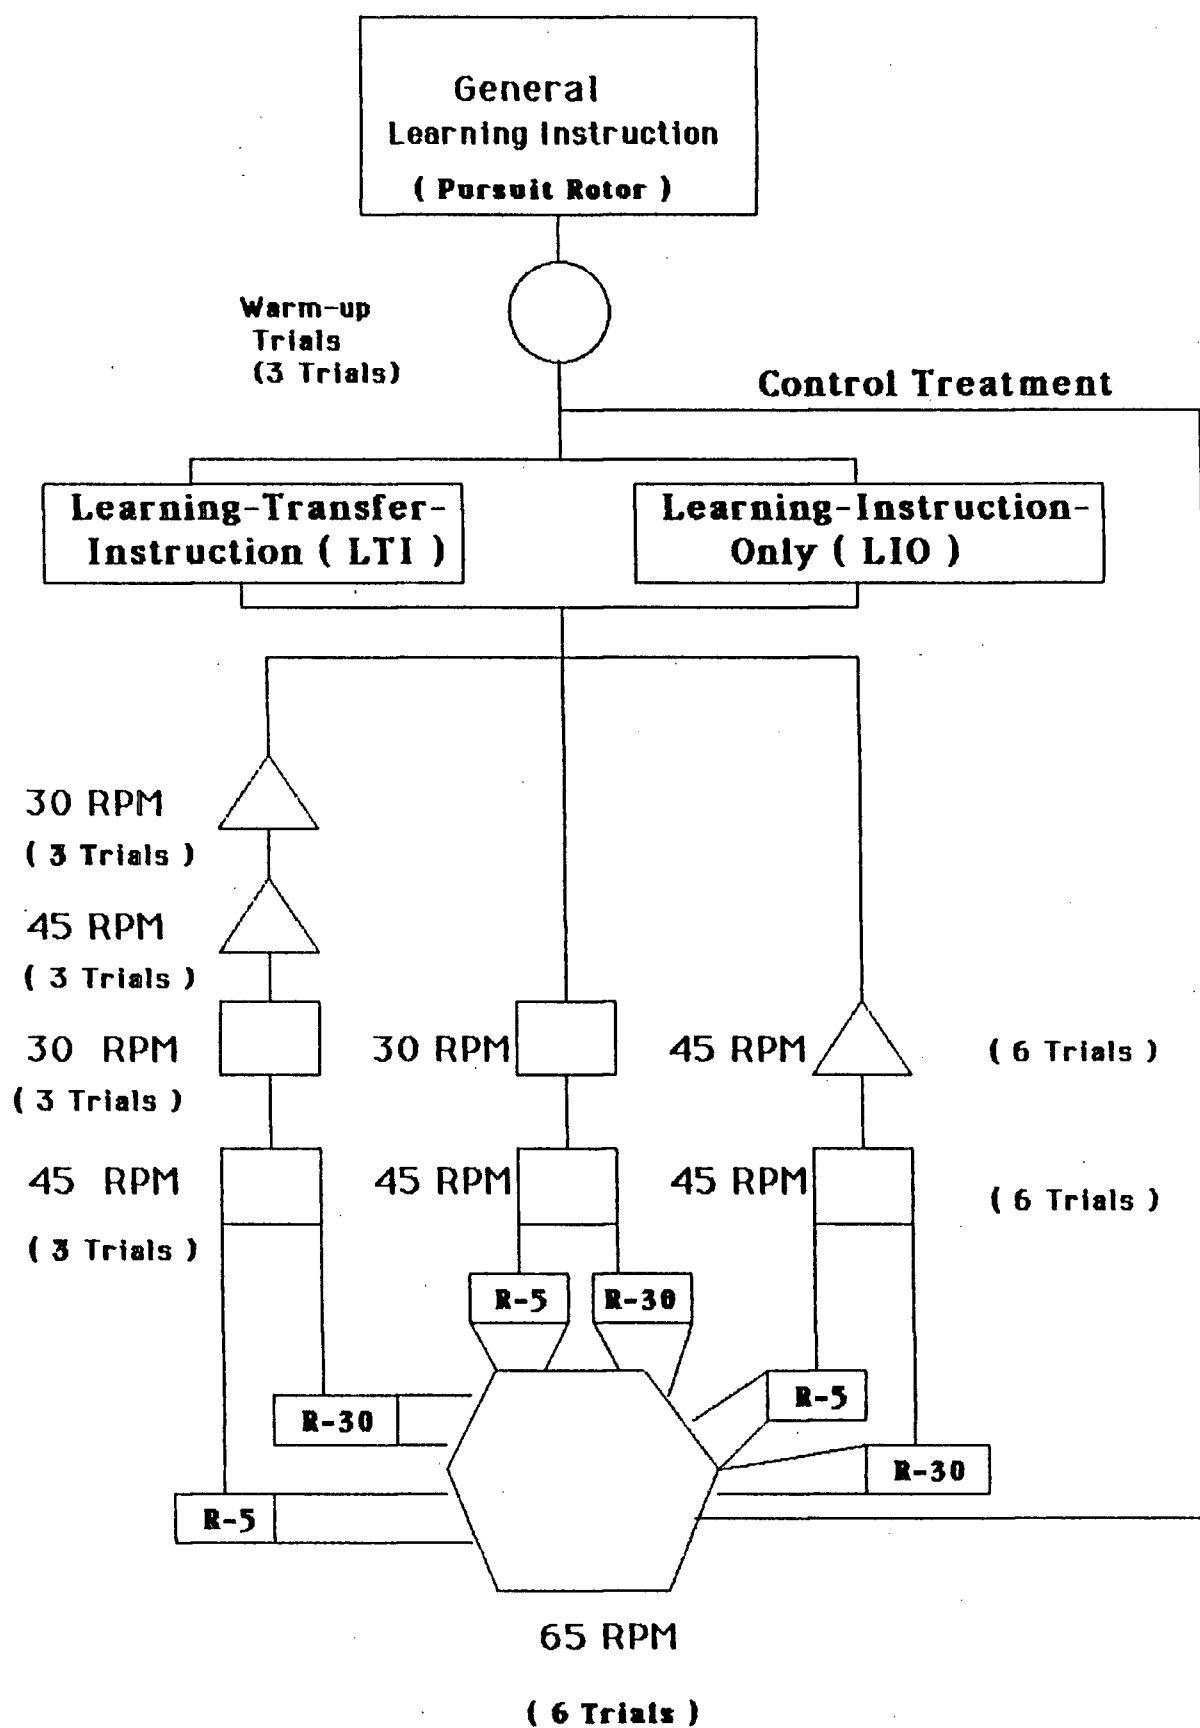 General
Learning Instruction
( Pursuit Rotor )
Warm-up
Trials
(3 Trials)
Control Treatment
Learning-Transfer-
Instruction ( LTI )
Learning-Instruction-
Only ( LIO )
30 RPM
( 3 Trials )
45 RPM
( 3 Trials )
30 RPM
( 3 Trials )
30 RPM
45 RPM
( 6 Trials )
45 RPM
( 3 Trials )
45 RPM
45 RPM
( 6 Trials )
R-5
R-30
R-5
R-30
R-30
R-5
65 RPM
( 6 Trials )